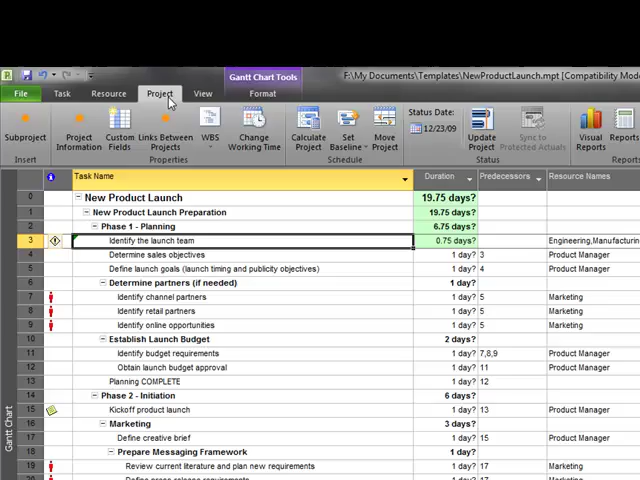 Gantt Chart Tools
F:\My Documents\Templates\NewProductLaunch.mpt [Compatibility Mode
File Task Resource Project View Format
Subproject
Project Information
Custom Fields
Links Between Projects
WBS
Change Working Time
Calculate Project
Set Baseline
Move Project
Status Date:
12/23/09
Update Project
Sync to Protected Actuals
Visual Reports
Reports
Insert Properties Schedule Status
Task Name Duration Predecessors Resource Names
0 New Product Launch 19.75 days?
1 New Product Launch Preparation 19.75 days?
2 Phase 1 - Planning 6.75 days?
3 Identify the launch team 0.75 days? Engineering,Manufacturin
4 Determine sales objectives 1 day? 3 Product Manager
5 Define launch goals (launch timing and publicity objectives) 1 day? 4 Product Manager
6 Determine partners (if needed) 1 day?
7 Identify channel partners 1 day? 5 Marketing
8 Identify retail partners 1 day? 5 Marketing
9 Identify online opportunities 1 day? 5 Marketing
10 Establish Launch Budget 2 days?
11 Identify budget requirements 1 day? 7,8,9 Product Manager
12 Obtain launch budget approval 1 day? 11 Product Manager
13 Planning COMPLETE 1 day? 12
14 Phase 2 - Initiation 6 days?
15 Kickoff product launch 1 day? 13 Product Manager
16 Marketing 3 days?
17 Define creative brief 1 day? 15 Product Manager
18 Prepare Messaging Framework 1 day?
19 Review current literature and plan new requirements 1 day? 17 Marketing
Define press release requirements 1 day? 17 Marketing
Gantt Chart